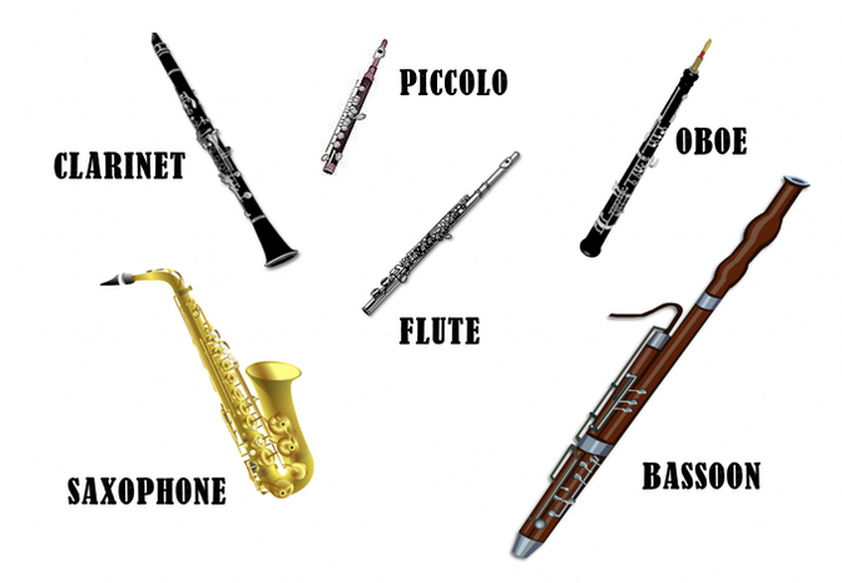 PICCOLO
OBOE
CLARINET
FLUTE
SAXOPHONE
BASSOON